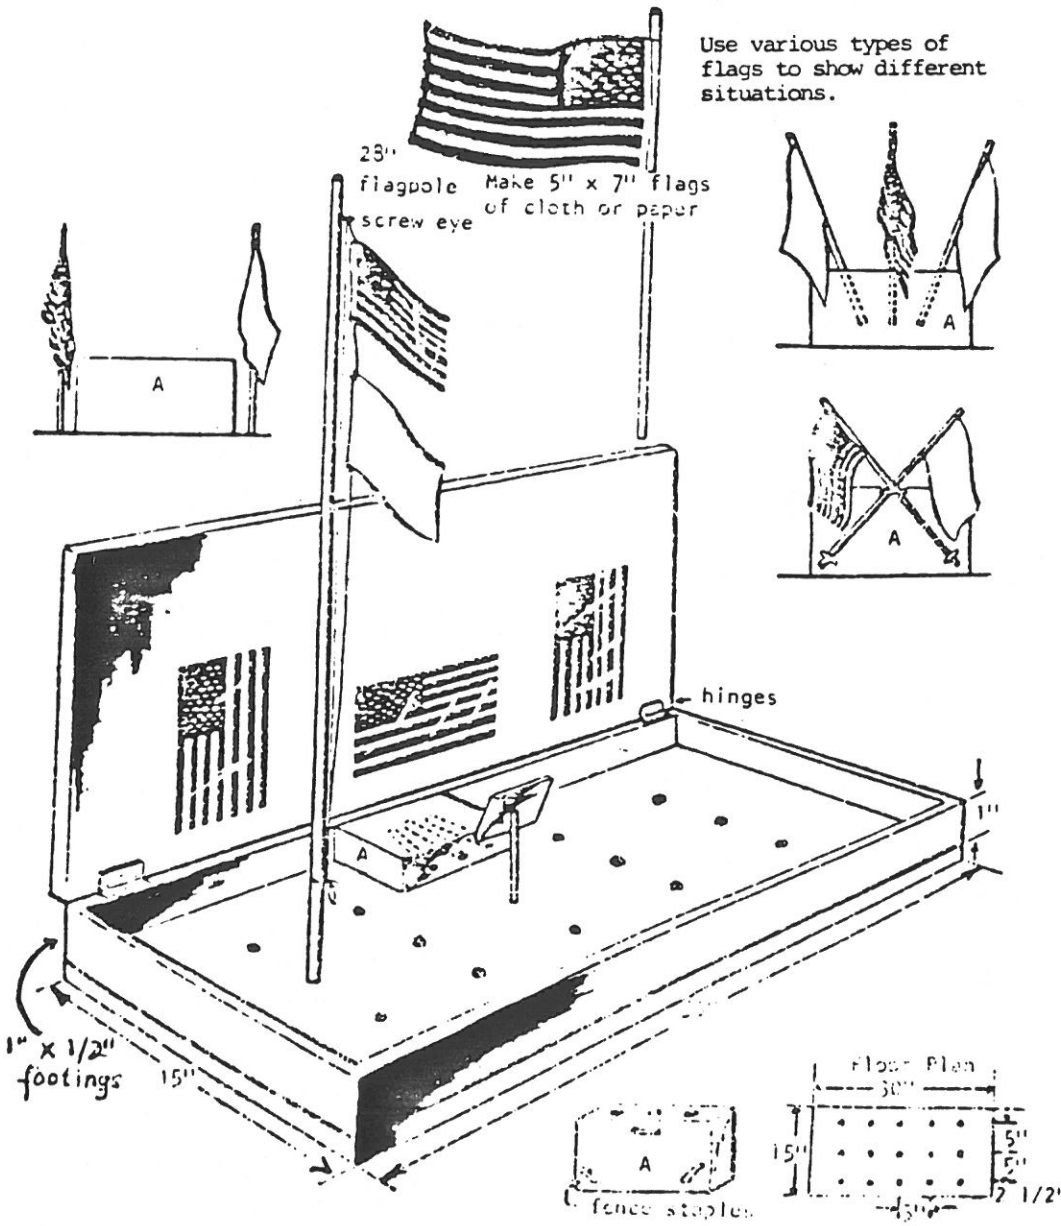 Use various types of
flags to show different
situations.
28"
flagpole
screw eye
Make 5" x 7" flags
of cloth or paper
A
A
A
hinges
A
1"
1" x 1/2"
footings
15"
Floor Plan
30"
15"
5"
5"
2 1/2"
5"
A
fence staples